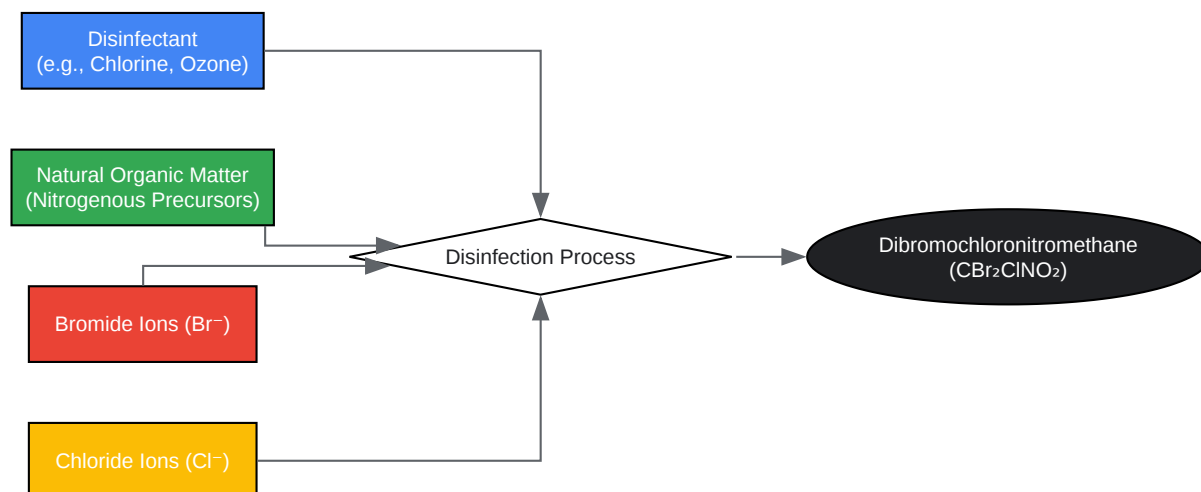 Disinfectant
(e.g., Chlorine, Ozone)
Natural Organic Matter
(Nitrogenous Precursors)
Disinfection Process
Dibromochloronitromethane
(CBr₂ClNO₂)
Bromide Ions (Br⁻)
Chloride Ions (Cl⁻)